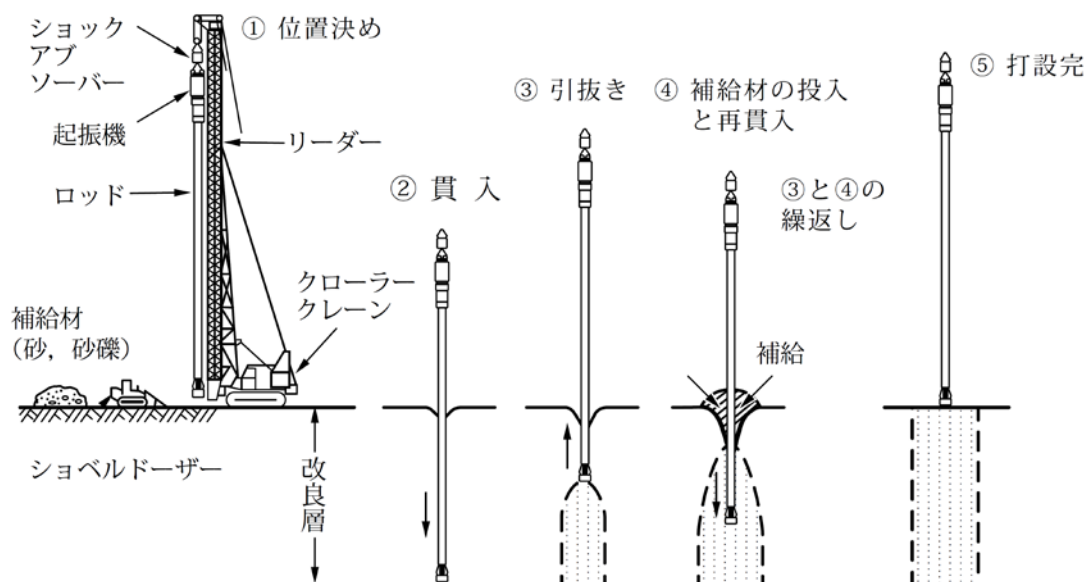 ショック
アブ
ソーバー
起振機
ロッド
① 位置決め
リーダー
クローラー
クレーン
補給材
(砂，砂礫)
ショベルドーザー
改良層
② 貫 入
③ 引抜き
④ 補給材の投入
と再貫入
③と④の
繰返し
補給
⑤ 打設完